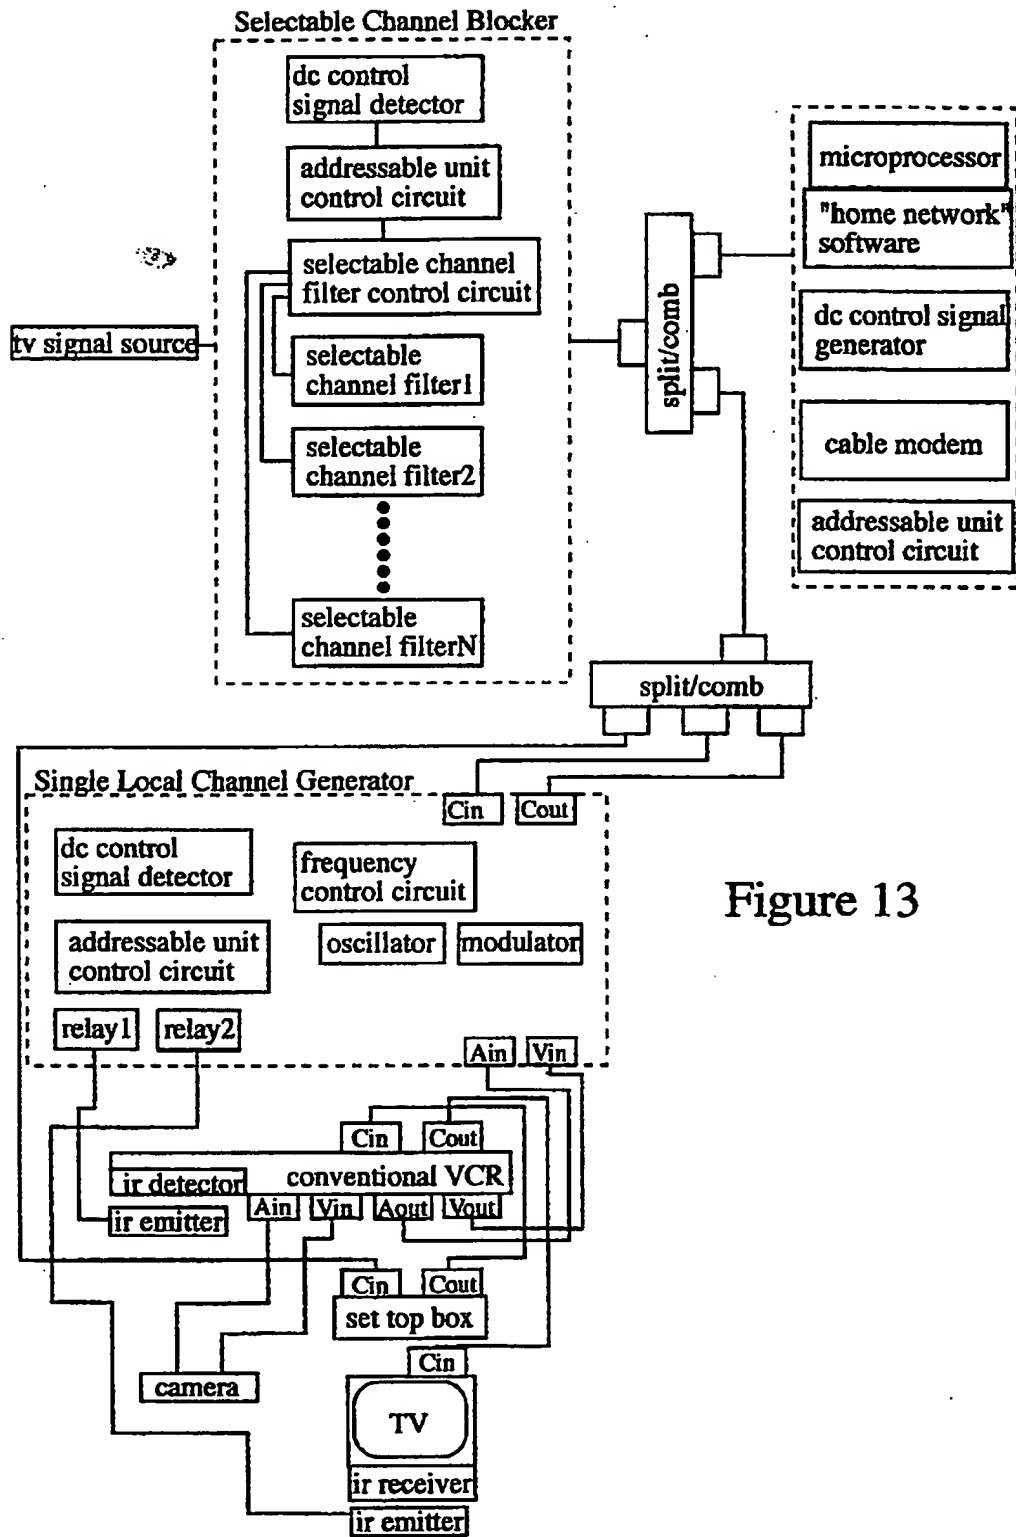 Selectable Channel Blocker
dc control
signal detector
addressable unit
control circuit
selectable channel
filter control circuit
tv signal source
selectable
channel filter1
selectable
channel filter2
selectable
channel filterN
split/comb
microprocessor
"home network"
software
dc control signal
generator
cable modem
addressable unit
control circuit
split/comb
Single Local Channel Generator
Cin
Cout
dc control
signal detector
frequency
control circuit
addressable unit
control circuit
oscillator
modulator
relay1
relay2
Ain
Vin
Figure 13
Cin
Cout
conventional VCR
ir detector
Ain
Vin
Aout
Vout
ir emitter
Cin
Cout
set top box
camera
Cin
TV
ir receiver
ir emitter